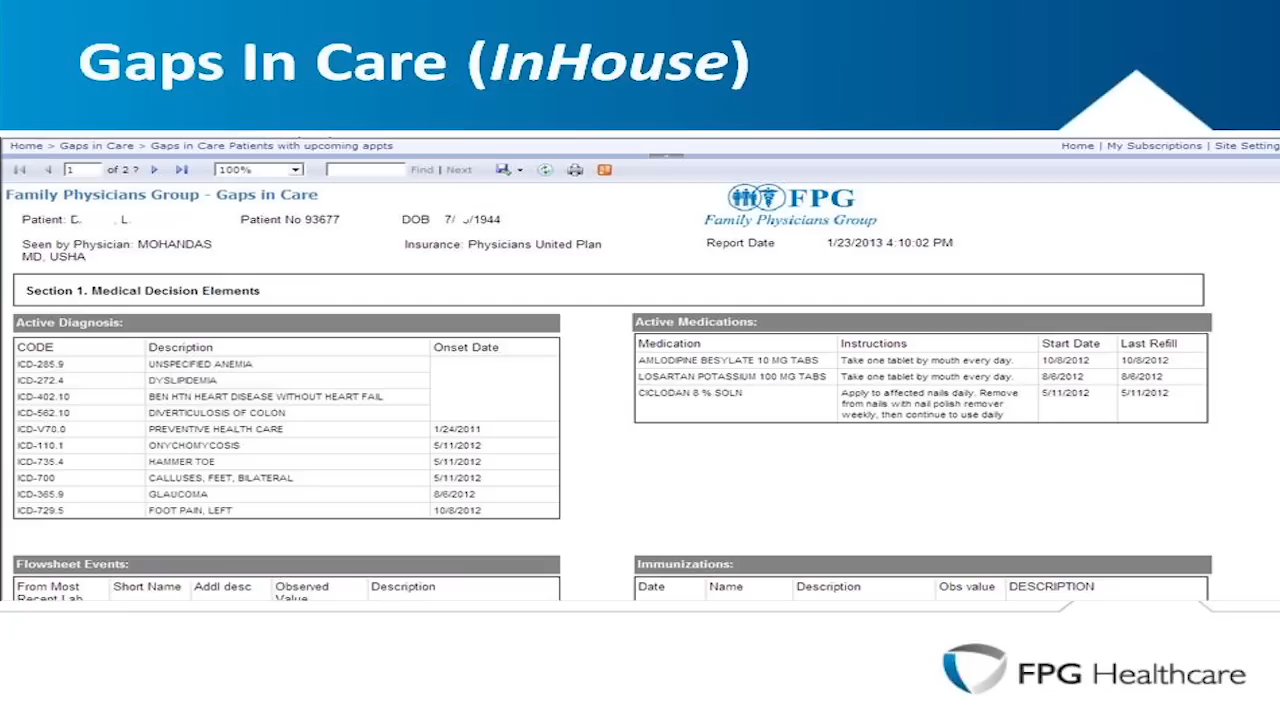 Gaps In Care (InHouse)
Home > Gaps in Care > Gaps in Care Patients with upcoming appts
Home | My Subscriptions | Site Setting
1 of 2 ? 100% Find | Next
Family Physicians Group - Gaps in Care
FPG
Family Physicians Group
Patient: L. Patient No 93677 DOB 7/ /1944
Seen by Physician: MOHANDAS MD, USHA
Insurance: Physicians United Plan
Report Date 1/23/2013 4:10:02 PM
Section 1. Medical Decision Elements
Active Diagnosis:
CODE Description Onset Date
ICD-285.9 UNSPECIFIED ANEMIA
ICD-272.4 DYSLIPIDEMIA
ICD-402.10 BEN HTN HEART DISEASE WITHOUT HEART FAIL
ICD-562.10 DIVERTICULOSIS OF COLON
ICD-V70.0 PREVENTIVE HEALTH CARE 1/24/2011
ICD-110.1 ONYCHOMYCOSIS 5/11/2012
ICD-735.4 HAMMER TOE 5/11/2012
ICD-700 CALLUSES, FEET, BILATERAL 5/11/2012
ICD-365.9 GLAUCOMA 8/6/2012
ICD-729.5 FOOT PAIN, LEFT 10/8/2012
Active Medications:
Medication Instructions Start Date Last Refill
AMLODIPINE BESYLATE 10 MG TABS Take one tablet by mouth every day. 10/8/2012 10/8/2012
LOSARTAN POTASSIUM 100 MG TABS Take one tablet by mouth every day. 8/6/2012 8/6/2012
CICLODAN 8 % SOLN Apply to affected nails daily. Remove 5/11/2012 5/11/2012
from nails with nail polish remover
weekly, then continue to use daily
Flowsheet Events:
From Most Short Name Addl desc Observed Description
Recent Lab Value
Immunizations:
Date Name Description Obs value DESCRIPTION
FPG Healthcare